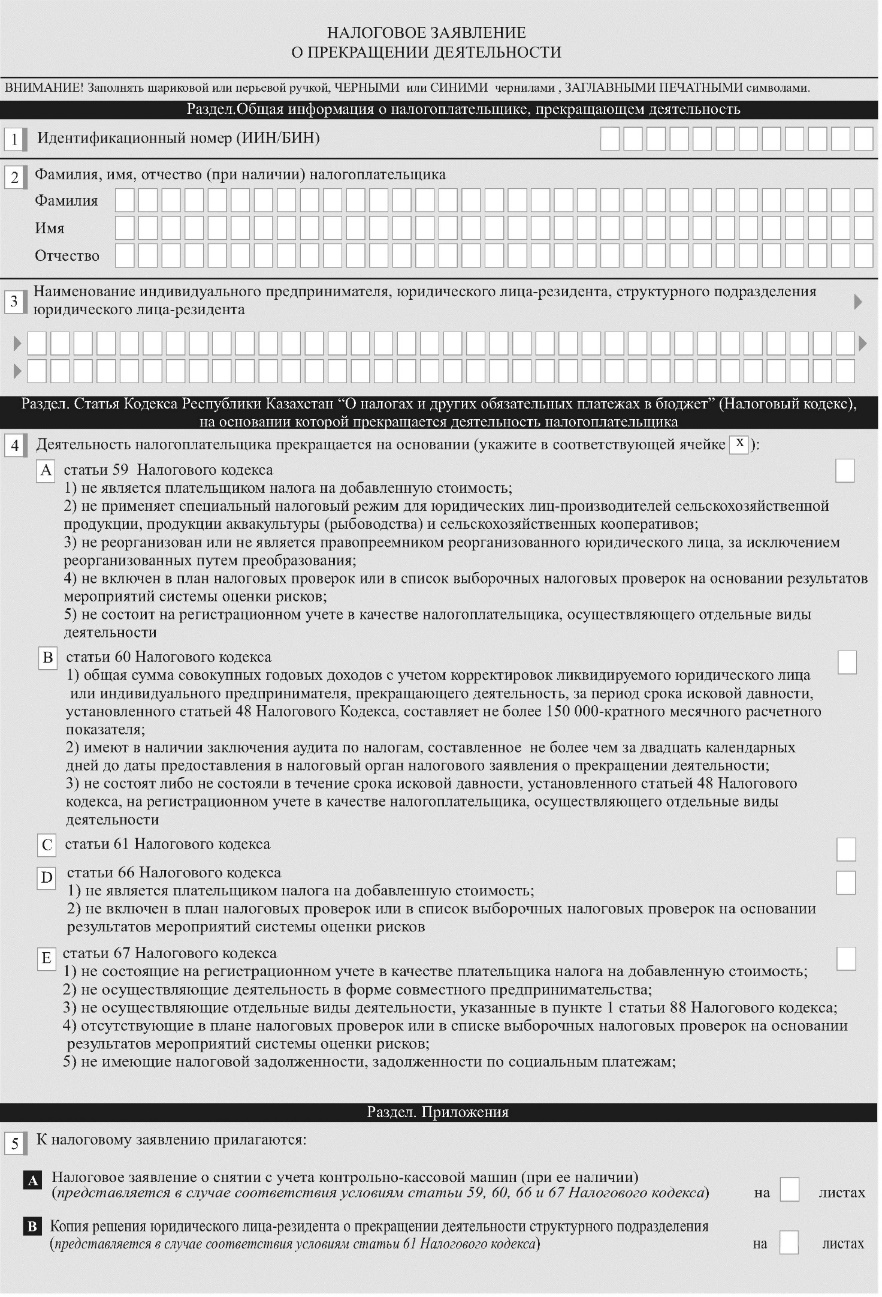 НАЛОГОВОЕ ЗАЯВЛЕНИЕ
О ПРЕКРАЩЕНИИ ДЕЯТЕЛЬНОСТИ
ВНИМАНИЕ! Заполнять шариковой или перьевой ручкой, ЧЕРНЫМИ или СИНИМИ чернилами , ЗАГЛАВНЫМИ ПЕЧАТНЫМИ символами.
Раздел.Общая информация о налогоплательщике, прекращающем деятельность
1 Идентификационный номер (ИИН/БИН)
2 Фамилия, имя, отчество (при наличии) налогоплательщика
Фамилия
Имя
Отчество
3 Наименование индивидуального предпринимателя, юридического лица-резидента, структурного подразделения
юридического лица-резидента
Раздел. Статья Кодекса Республики Казахстан “О налогах и других обязательных платежах в бюджет” (Налоговый кодекс),
на основании которой прекращается деятельность налогоплательщика
4 Деятельность налогоплательщика прекращается на основании (укажите в соответствующей ячейке x ):
A статьи 59 Налогового кодекса
1) не является плательщиком налога на добавленную стоимость;
2) не применяет специальный налоговый режим для юридических лиц-производителей сельскохозяйственной
продукции, продукции аквакультуры (рыбоводства) и сельскохозяйственных кооперативов;
3) не реорганизован или не является правопреемником реорганизованного юридического лица, за исключением
реорганизованных путем преобразования;
4) не включен в план налоговых проверок или в список выборочных налоговых проверок на основании результатов
мероприятий системы оценки рисков;
5) не состоит на регистрационном учете в качестве налогоплательщика, осуществляющего отдельные виды
деятельности
B статьи 60 Налогового кодекса
1) общая сумма совокупных годовых доходов с учетом корректировок ликвидируемого юридического лица
или индивидуального предпринимателя, прекращающего деятельность, за период срока исковой давности,
установленного статьей 48 Налогового Кодекса, составляет не более 150 000-кратного месячного расчетного
показателя;
2) имеют в наличии заключения аудита по налогам, составленное не более чем за двадцать календарных
дней до даты предоставления в налоговый орган налогового заявления о прекращении деятельности;
3) не состоят либо не состояли в течение срока исковой давности, установленного статьей 48 Налогового
кодекса, на регистрационном учете в качестве налогоплательщика, осуществляющего отдельные виды
деятельности
C статьи 61 Налогового кодекса
D статьи 66 Налогового кодекса
1) не является плательщиком налога на добавленную стоимость;
2) не включен в план налоговых проверок или в список выборочных налоговых проверок на основании
результатов мероприятий системы оценки рисков
E статьи 67 Налогового кодекса
1) не состоящие на регистрационном учете в качестве плательщика налога на добавленную стоимость;
2) не осуществляющие деятельность в форме совместного предпринимательства;
3) не осуществляющие отдельные виды деятельности, указанные в пункте 1 статьи 88 Налогового кодекса;
4) отсутствующие в плане налоговых проверок или в списке выборочных налоговых проверок на основании
результатов мероприятий системы оценки рисков;
5) не имеющие налоговой задолженности, задолженности по социальным платежам;
Раздел. Приложения
5 К налоговому заявлению прилагаются:
A Налоговое заявление о снятии с учета контрольно-кассовой машин (при ее наличии)
(представляется в случае соответствия условиям статьи 59, 60, 66 и 67 Налогового кодекса) на листах
B Копия решения юридического лица-резидента о прекращении деятельности структурного подразделения
(представляется в случае соответствия условиям статьи 61 Налогового кодекса) на листах